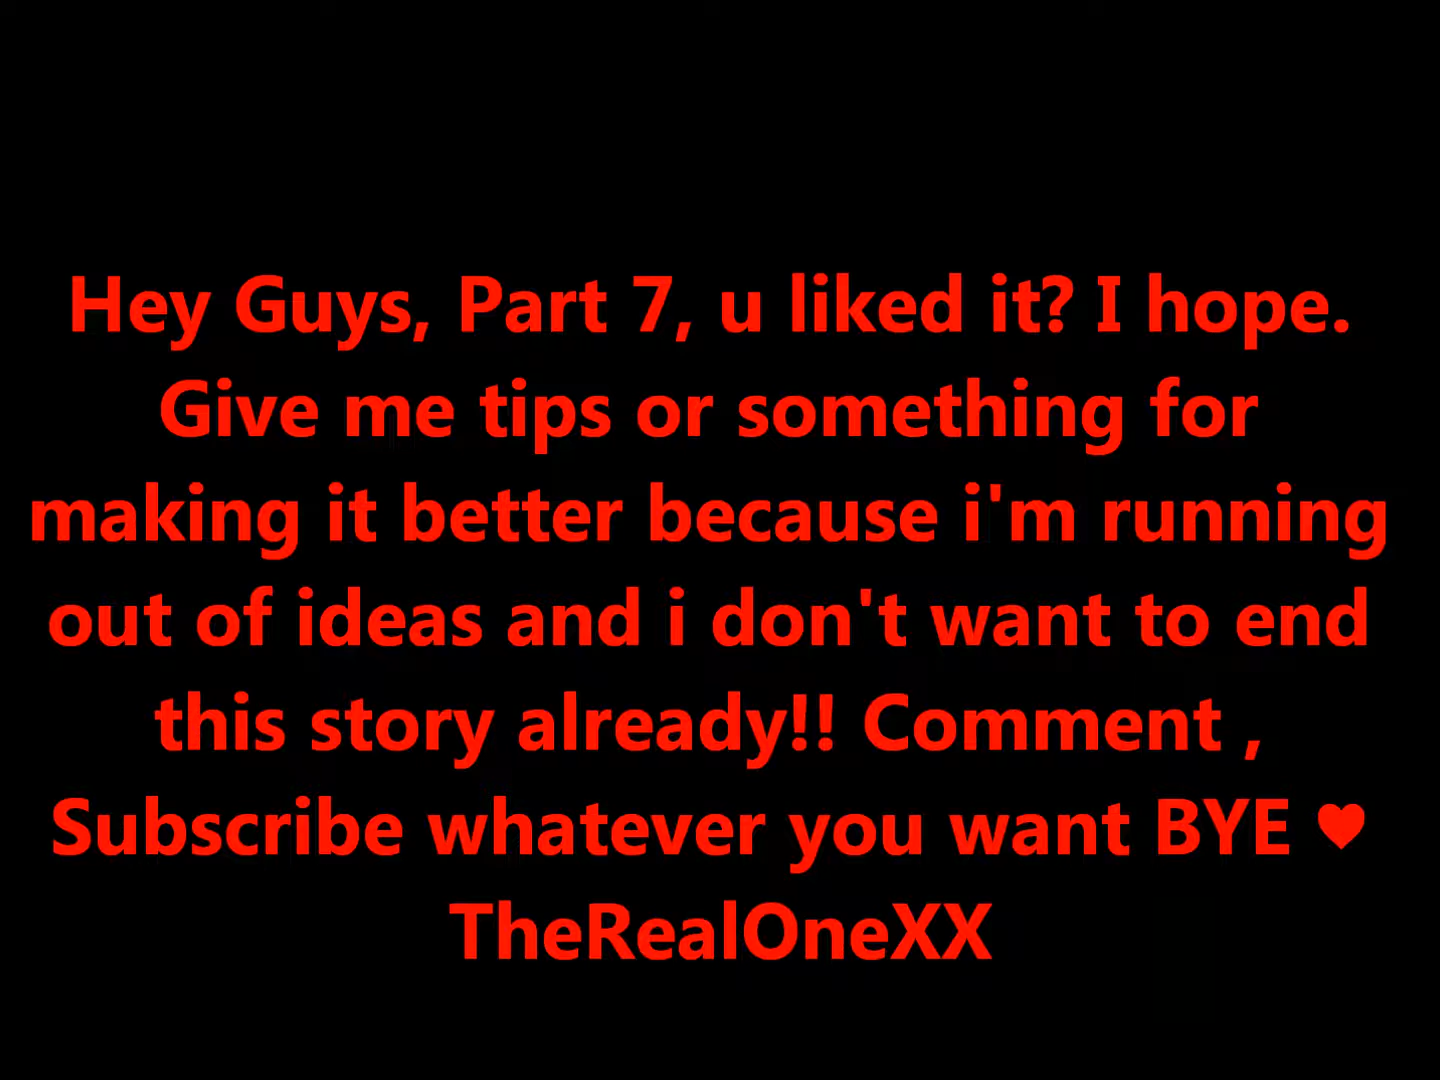 Hey Guys, Part 7, u liked it? I hope.
Give me tips or something for
making it better because i'm running
out of ideas and i don't want to end
this story already!! Comment ,
Subscribe whatever you want BYE ♥
TheRealOneXX